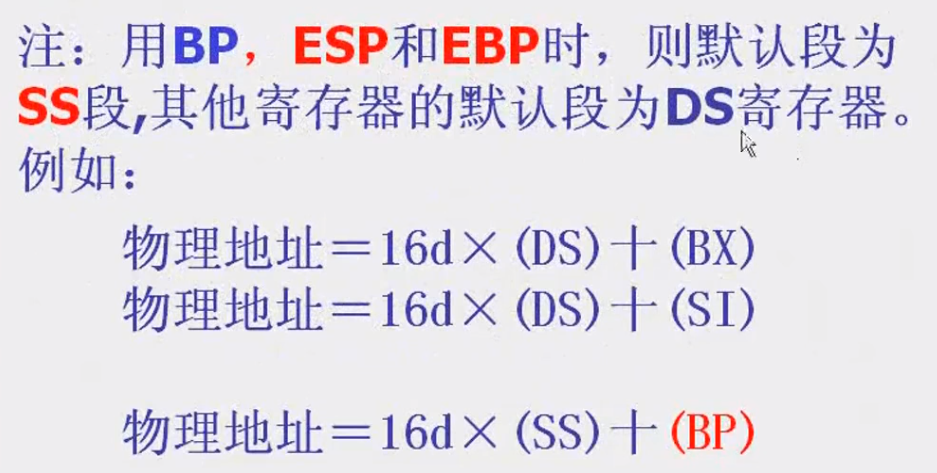 注：用BP，ESP和EBP时，则默认段为
SS段,其他寄存器的默认段为DS寄存器。
例如：
物理地址＝16d×(DS)＋(BX)
物理地址＝16d×(DS)＋(SI)
物理地址＝16d×(SS)＋(BP)